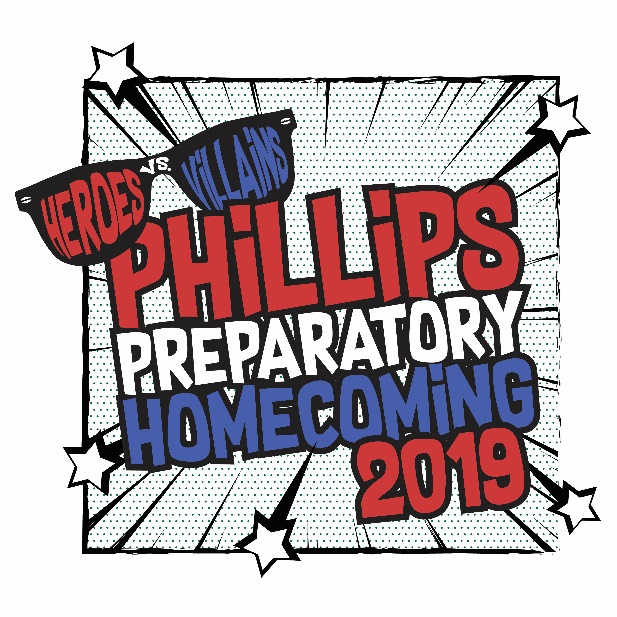 HEROES VS. VILLAINS
PHILLIPS
PREPARATORY
HOMECOMING
2019